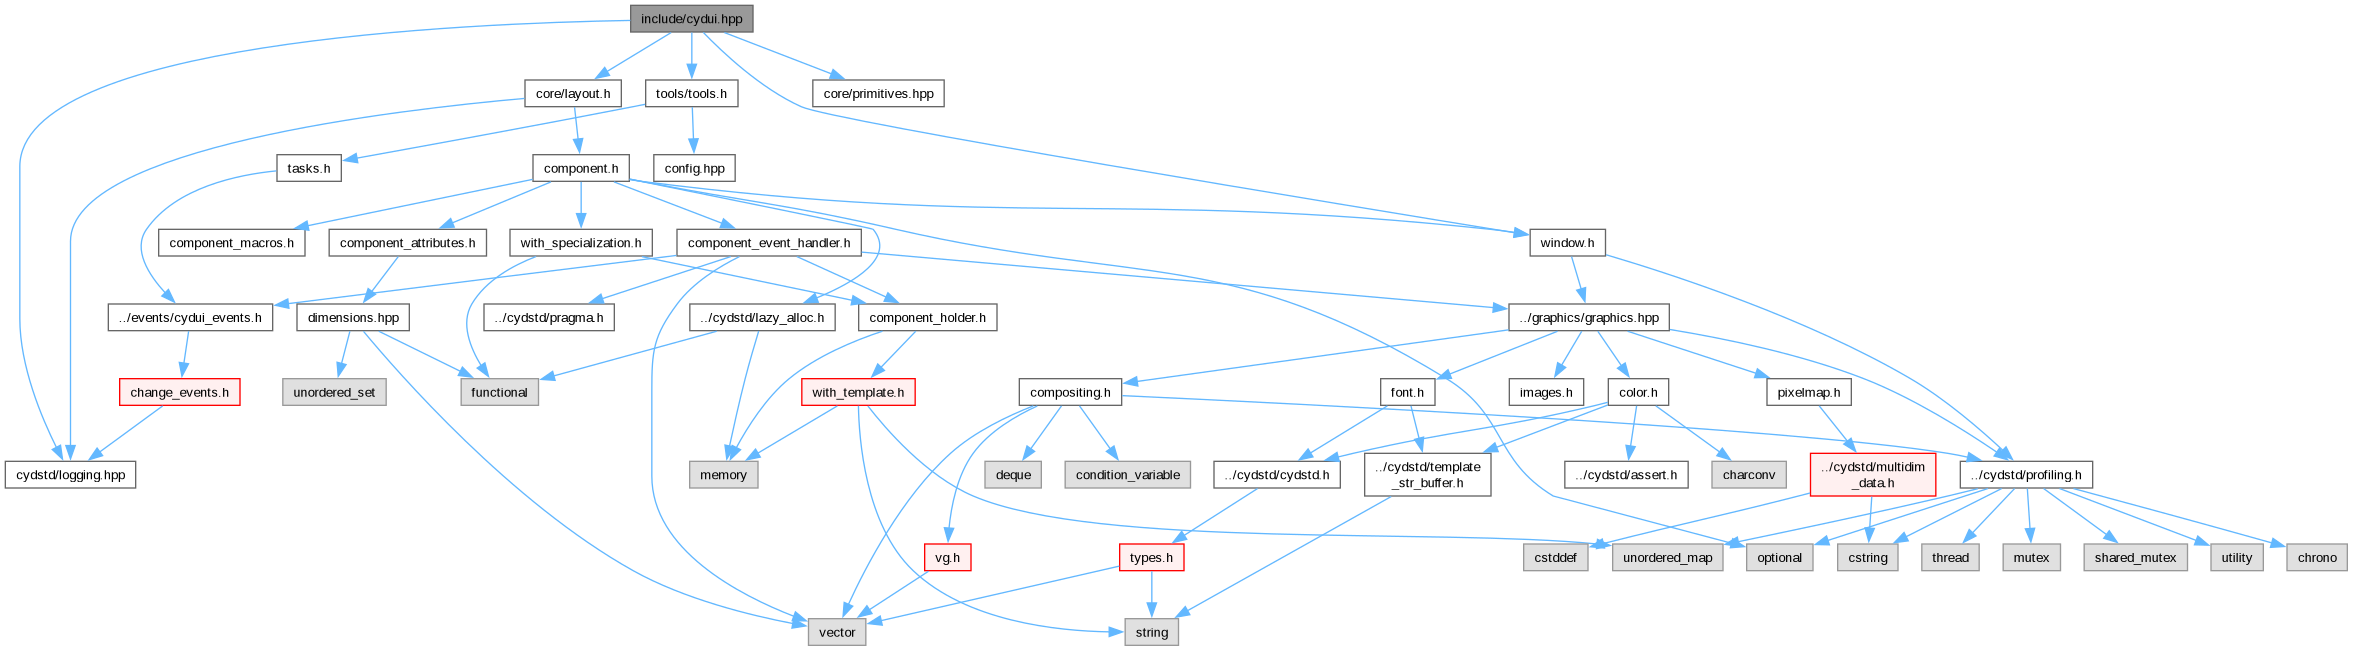 include/cydui.hpp
core/layout.h
tools/tools.h
core/primitives.hpp
tasks.h
component.h
config.hpp
component_macros.h
component_attributes.h
with_specialization.h
component_event_handler.h
window.h
../events/cydui_events.h
dimensions.hpp
../cydstd/pragma.h
../cydstd/lazy_alloc.h
component_holder.h
../graphics/graphics.hpp
change_events.h
unordered_set
functional
with_template.h
compositing.h
font.h
images.h
color.h
pixelmap.h
cydstd/logging.hpp
memory
deque
condition_variable
../cydstd/cydstd.h
../cydstd/template
_str_buffer.h
../cydstd/assert.h
charconv
../cydstd/multidim
_data.h
../cydstd/profiling.h
vg.h
types.h
cstddef
unordered_map
optional
cstring
thread
mutex
shared_mutex
utility
chrono
vector
string